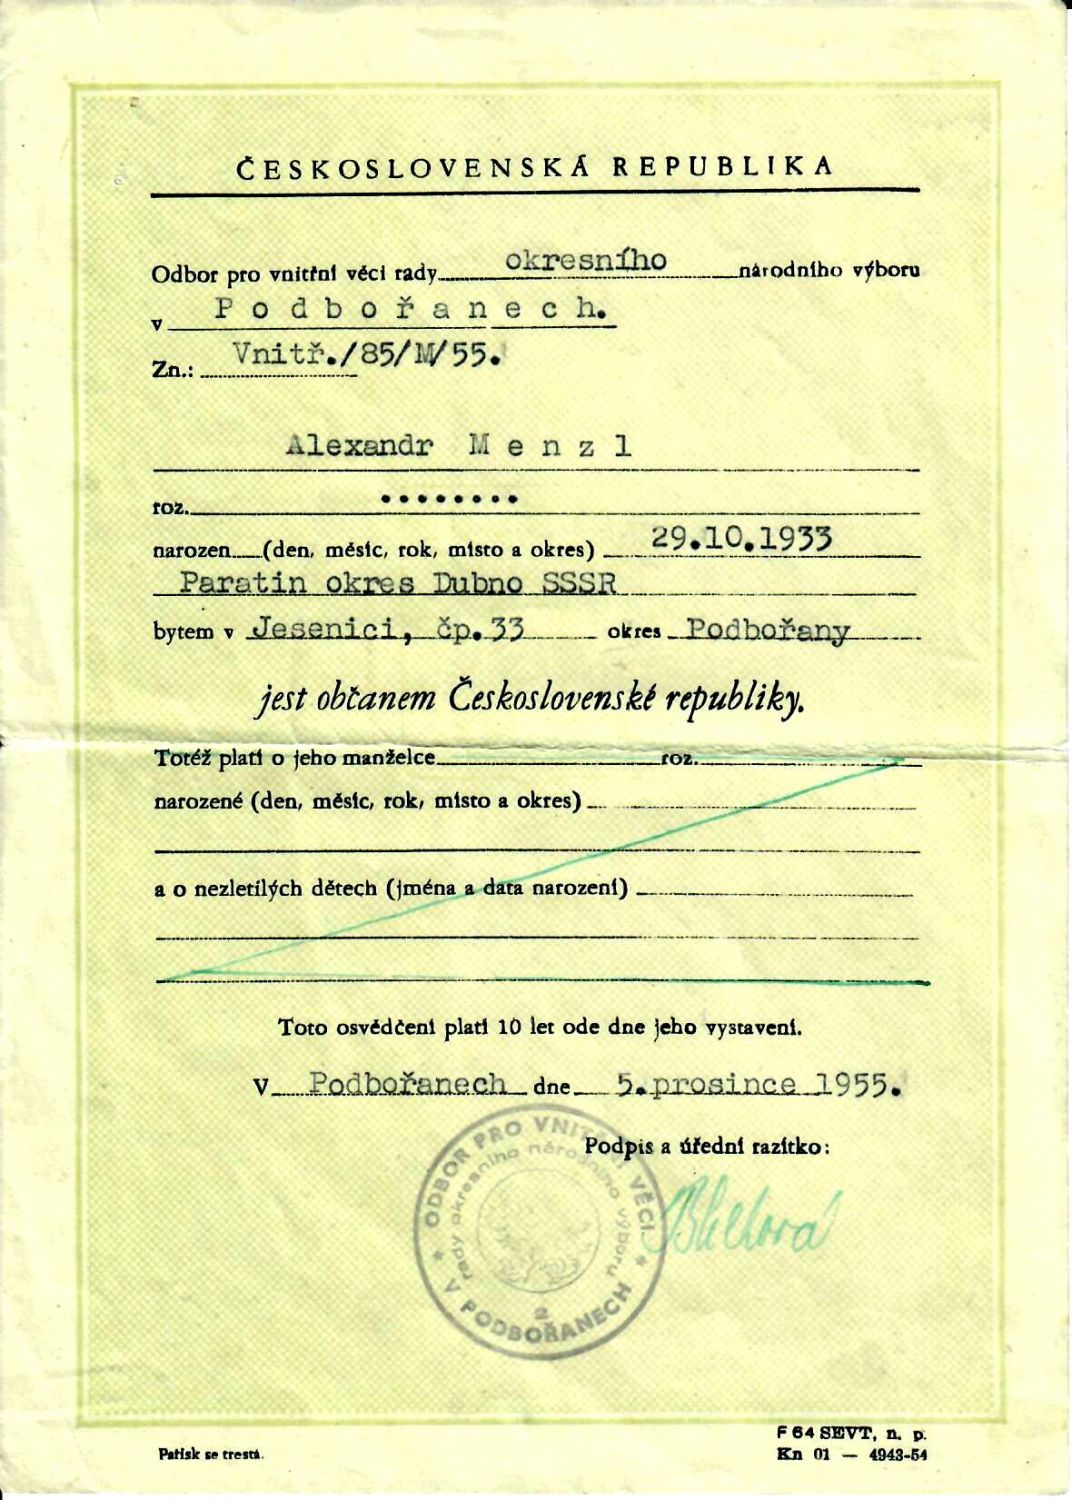 ČESKOSLOVENSKÁ REPUBLIKA
Odbor pro vnitřní věci rady okresního národního výboru
v Podbořanech.
Zn.: Vnitř./85/M/55.
Alexandr Menzl
roz. ........
narozen (den, měsíc, rok, místo a okres) 29.10.1933
Paratin okres Dubno SSSR
bytem v Jesenici, čp.33 okres Podbořany
jest občanem Československé republiky.
Totéž platí o jeho manželce roz.
narozené (den, měsíc, rok, místo a okres)
a o nezletilých dětech (jména a data narození)
Toto osvědčení platí 10 let ode dne jeho vystavení.
V Podbořanech dne 5.prosince 1955.
Podpis a úřední razítko:
ODBOR PRO VNITŘNÍ VĚCI
rady okresního národního výboru
2
V PODBOŘANECH
F 64 SEVT, n. p.
Patisk se trestá.
Kn 01 — 4943-54